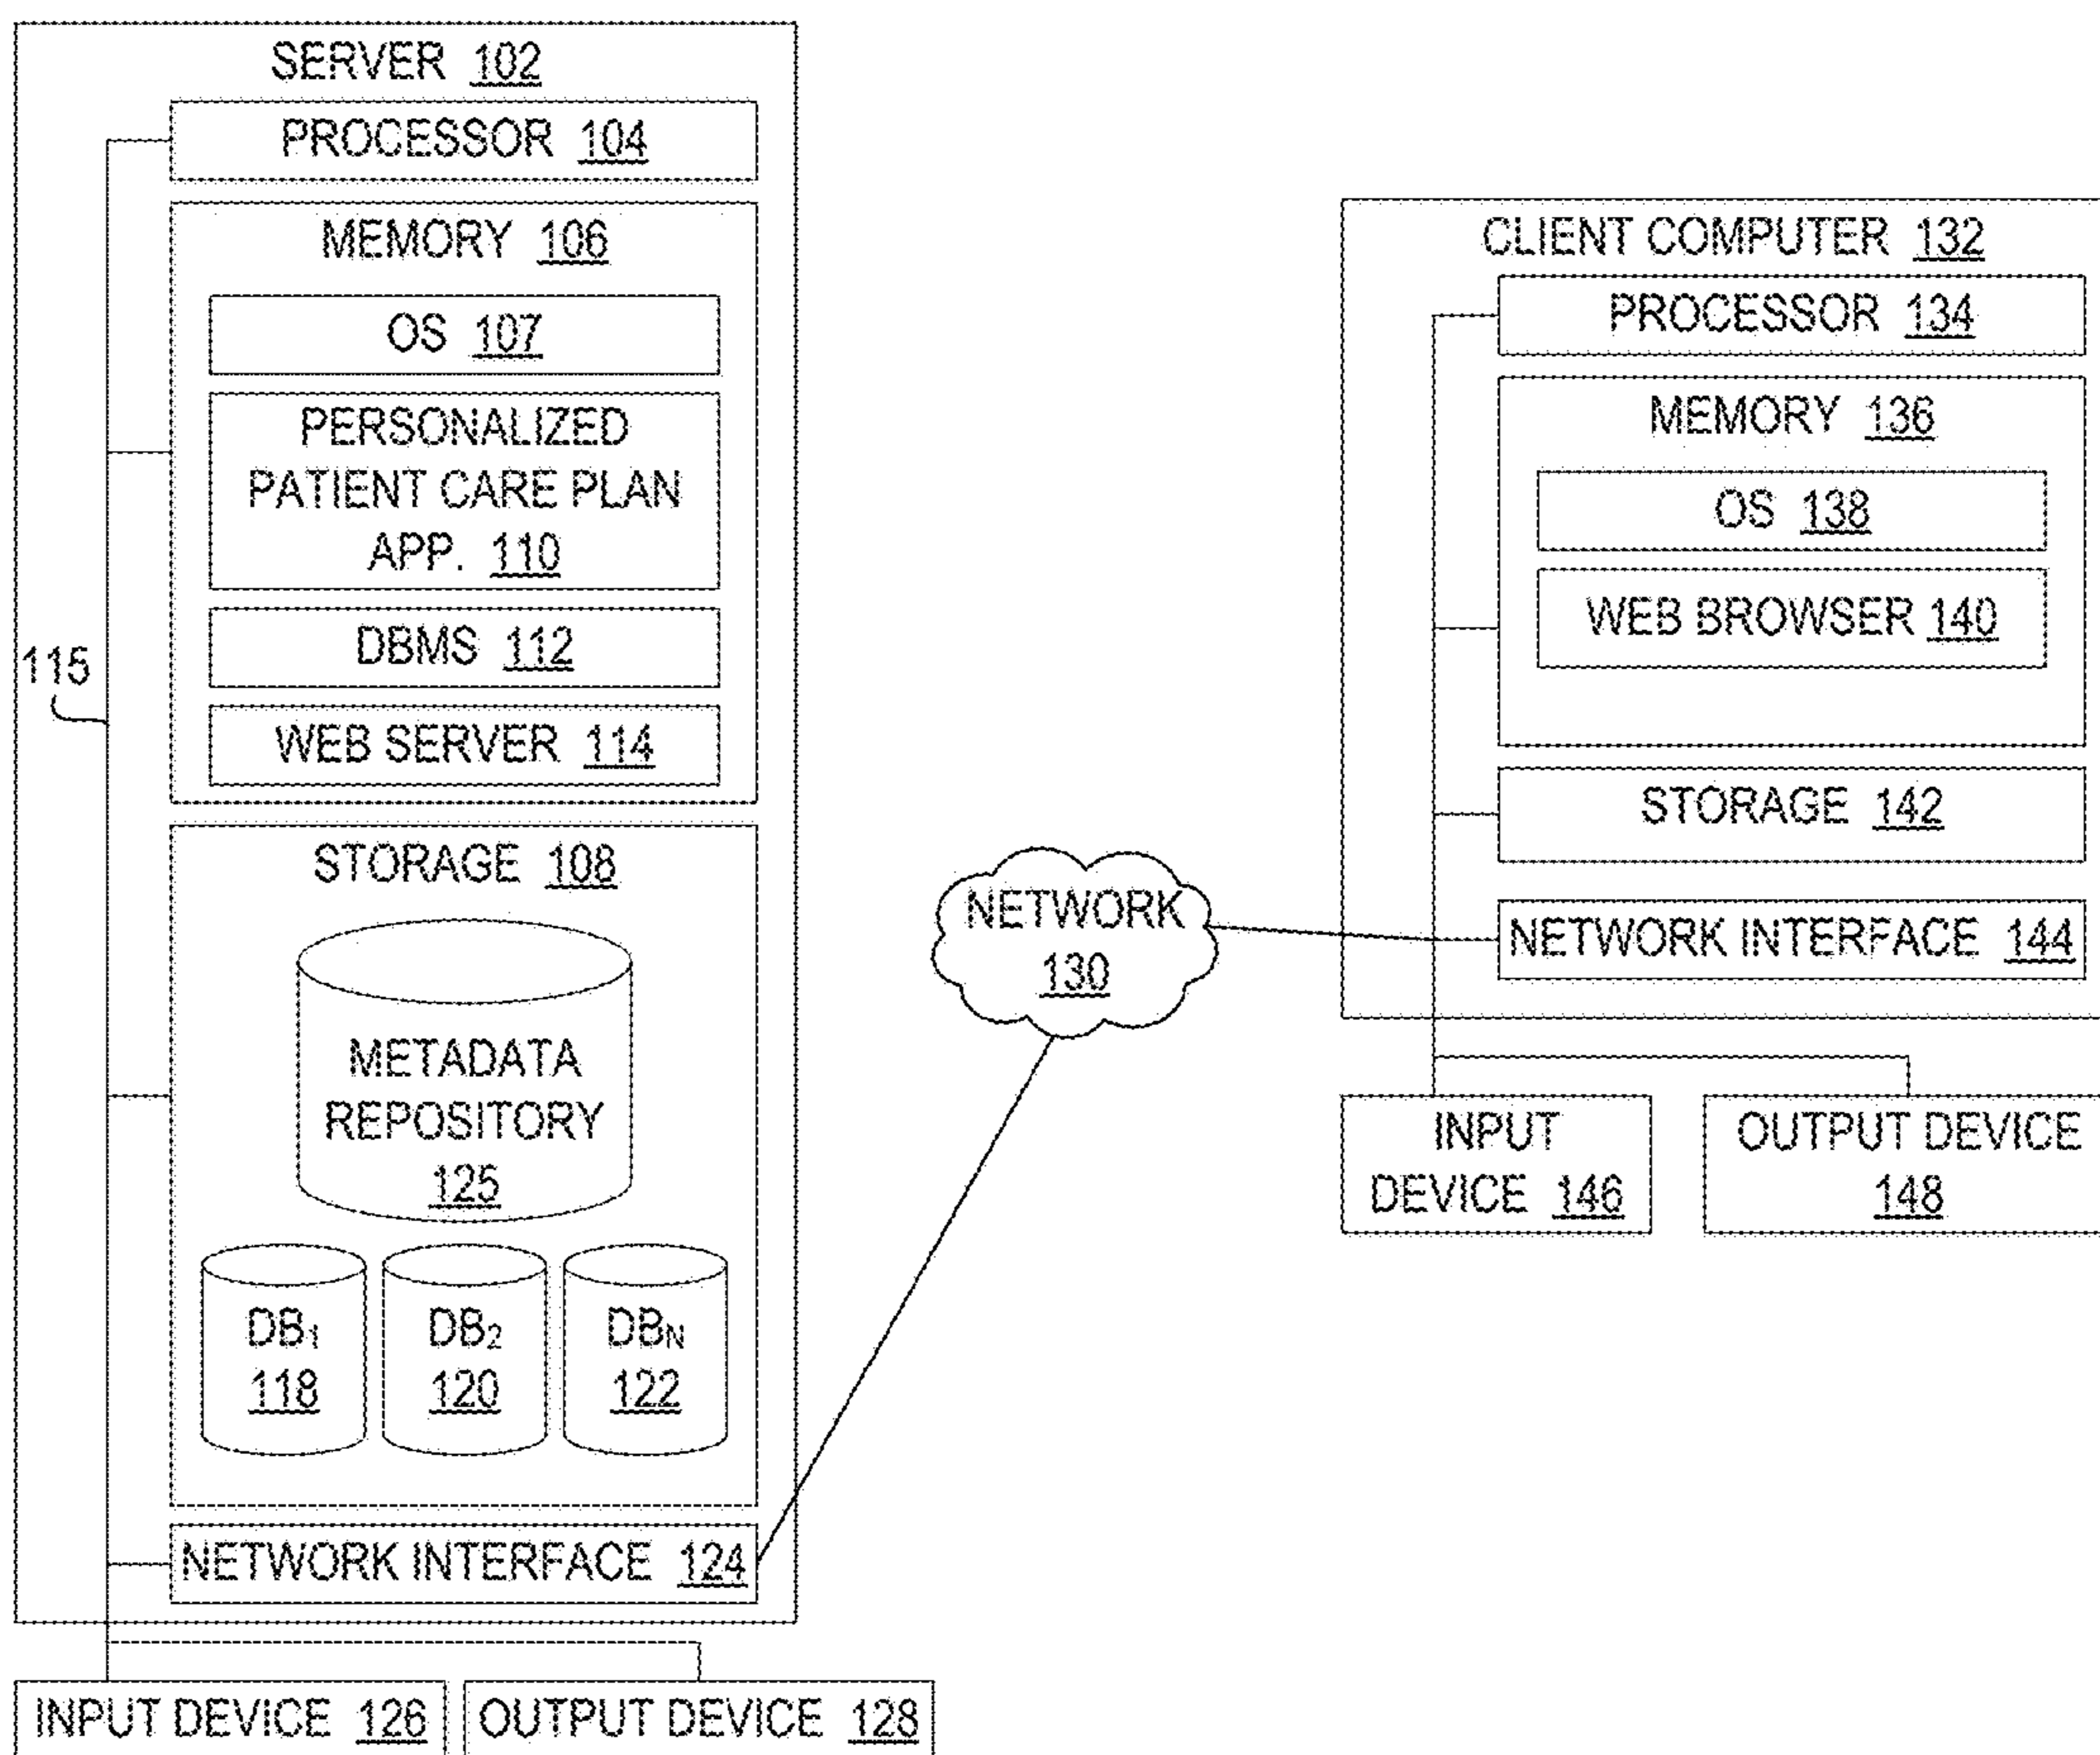 SERVER 102
PROCESSOR 104
MEMORY 106
OS 107
PERSONALIZED
PATIENT CARE PLAN
APP. 110
DBMS 112
WEB SERVER 114
115
STORAGE 108
METADATA
REPOSITORY
125
DB1
118
DB2
120
DBN
122
NETWORK INTERFACE 124
INPUT DEVICE 126
OUTPUT DEVICE 128
NETWORK
130
CLIENT COMPUTER 132
PROCESSOR 134
MEMORY 136
OS 138
WEB BROWSER 140
STORAGE 142
NETWORK INTERFACE 144
INPUT
DEVICE 146
OUTPUT DEVICE
148